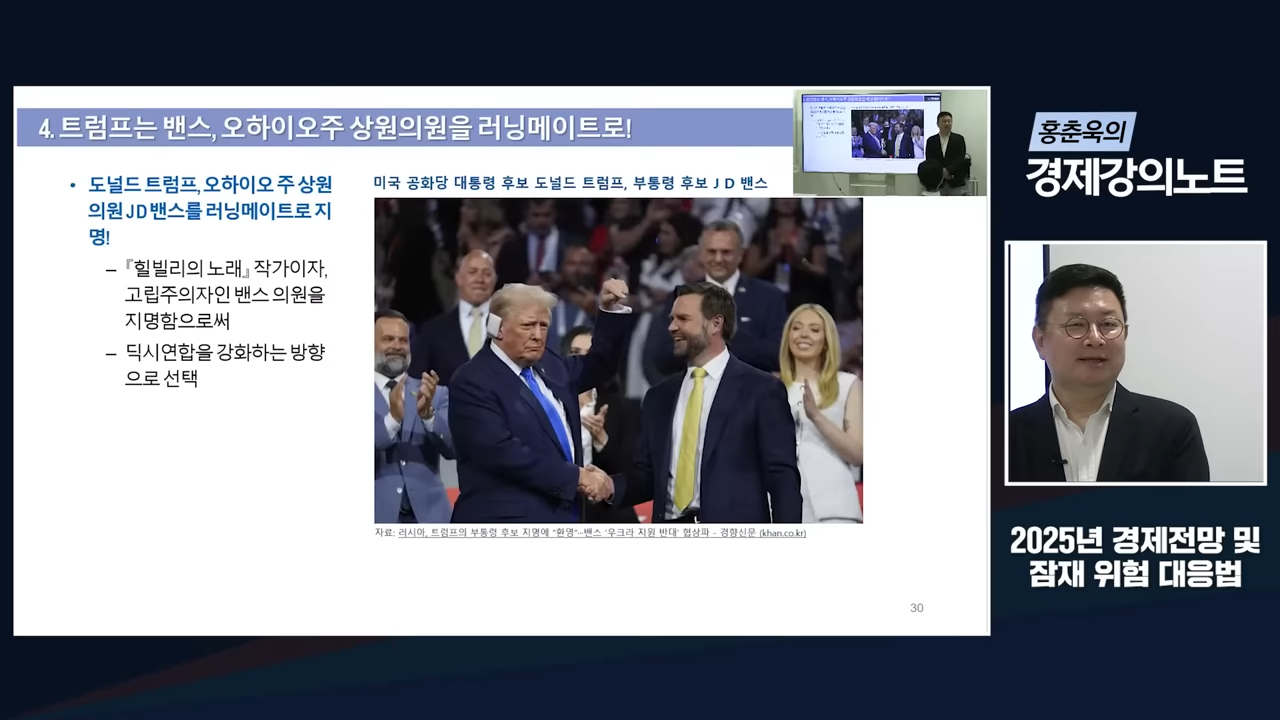 4. 트럼프는 밴스, 오하이오주 상원의원을 러닝메이트로!
• 도널드 트럼프, 오하이오 주 상원
의원 JD 밴스를 러닝메이트로 지
명!
– 『힐빌리의 노래』 작가이자,
고립주의자인 밴스 의원을
지명함으로써
– 딕시연합을 강화하는 방향
으로 선택
미국 공화당 대통령 후보 도널드 트럼프, 부통령 후보 J D 밴스
자료: 러시아, 트럼프의 부통령 후보 지명에 “환영”…밴스 ‘우크라 지원 반대’ 협상파 - 경향신문 (khan.co.kr)
30
홍춘욱의
경제강의노트
2025년 경제전망 및
잠재 위험 대응법